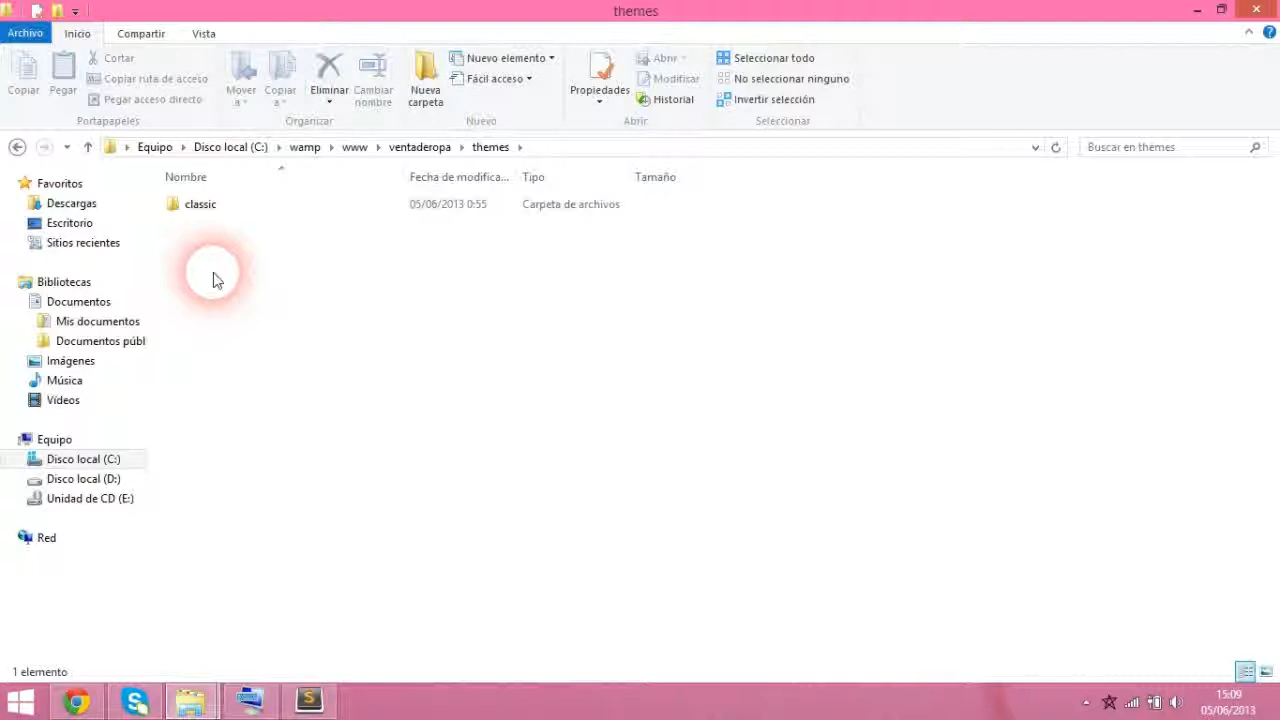 themes
Archivo Inicio Compartir Vista
Copiar
Pegar
Cortar
Copiar ruta de acceso
Pegar acceso directo
Portapapeles
Mover a
Copiar a
Eliminar
Cambiar nombre
Organizar
Nueva carpeta
Nuevo elemento
Fácil acceso
Nuevo
Propiedades
Abrir
Modificar
Historial
Abrir
Seleccionar todo
No seleccionar ninguno
Invertir selección
Seleccionar
Equipo Disco local (C:) wamp www ventaderopa themes
Buscar en themes
Nombre Fecha de modifica... Tipo Tamaño
classic 05/06/2013 0:55 Carpeta de archivos
Favoritos
Descargas
Escritorio
Sitios recientes
Bibliotecas
Documentos
Mis documentos
Documentos públ
Imágenes
Música
Vídeos
Equipo
Disco local (C:)
Disco local (D:)
Unidad de CD (E:)
Red
1 elemento
15:09
05/06/2013